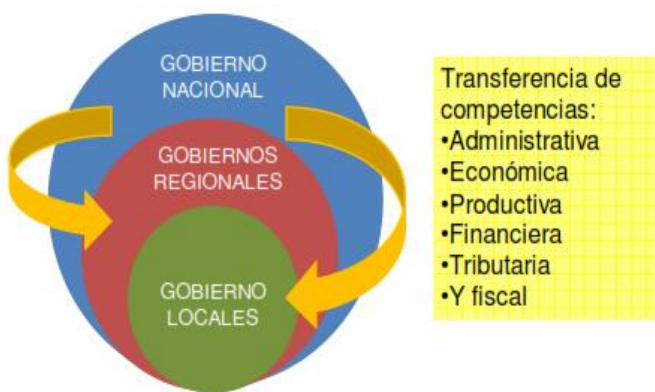 GOBIERNO
NACIONAL
GOBIERNOS
REGIONALES
GOBIERNO
LOCALES
Transferencia de
competencias:
•Administrativa
•Económica
•Productiva
•Financiera
•Tributaria
•Y fiscal